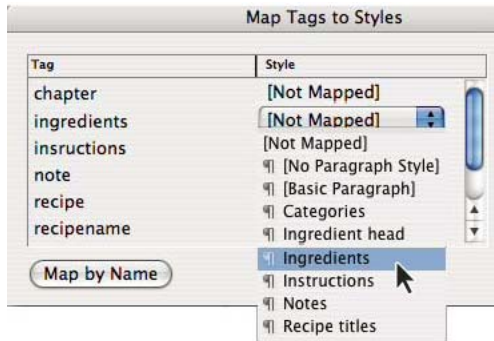 Map Tags to Styles
Tag Style
chapter [Not Mapped]
ingredients [Not Mapped]
insructions [Not Mapped]
note ¶ [No Paragraph Style]
¶ [Basic Paragraph]
recipe ¶ Categories
recipename ¶ Ingredient head
¶ Ingredients
Map by Name ¶ Instructions
¶ Notes
¶ Recipe titles